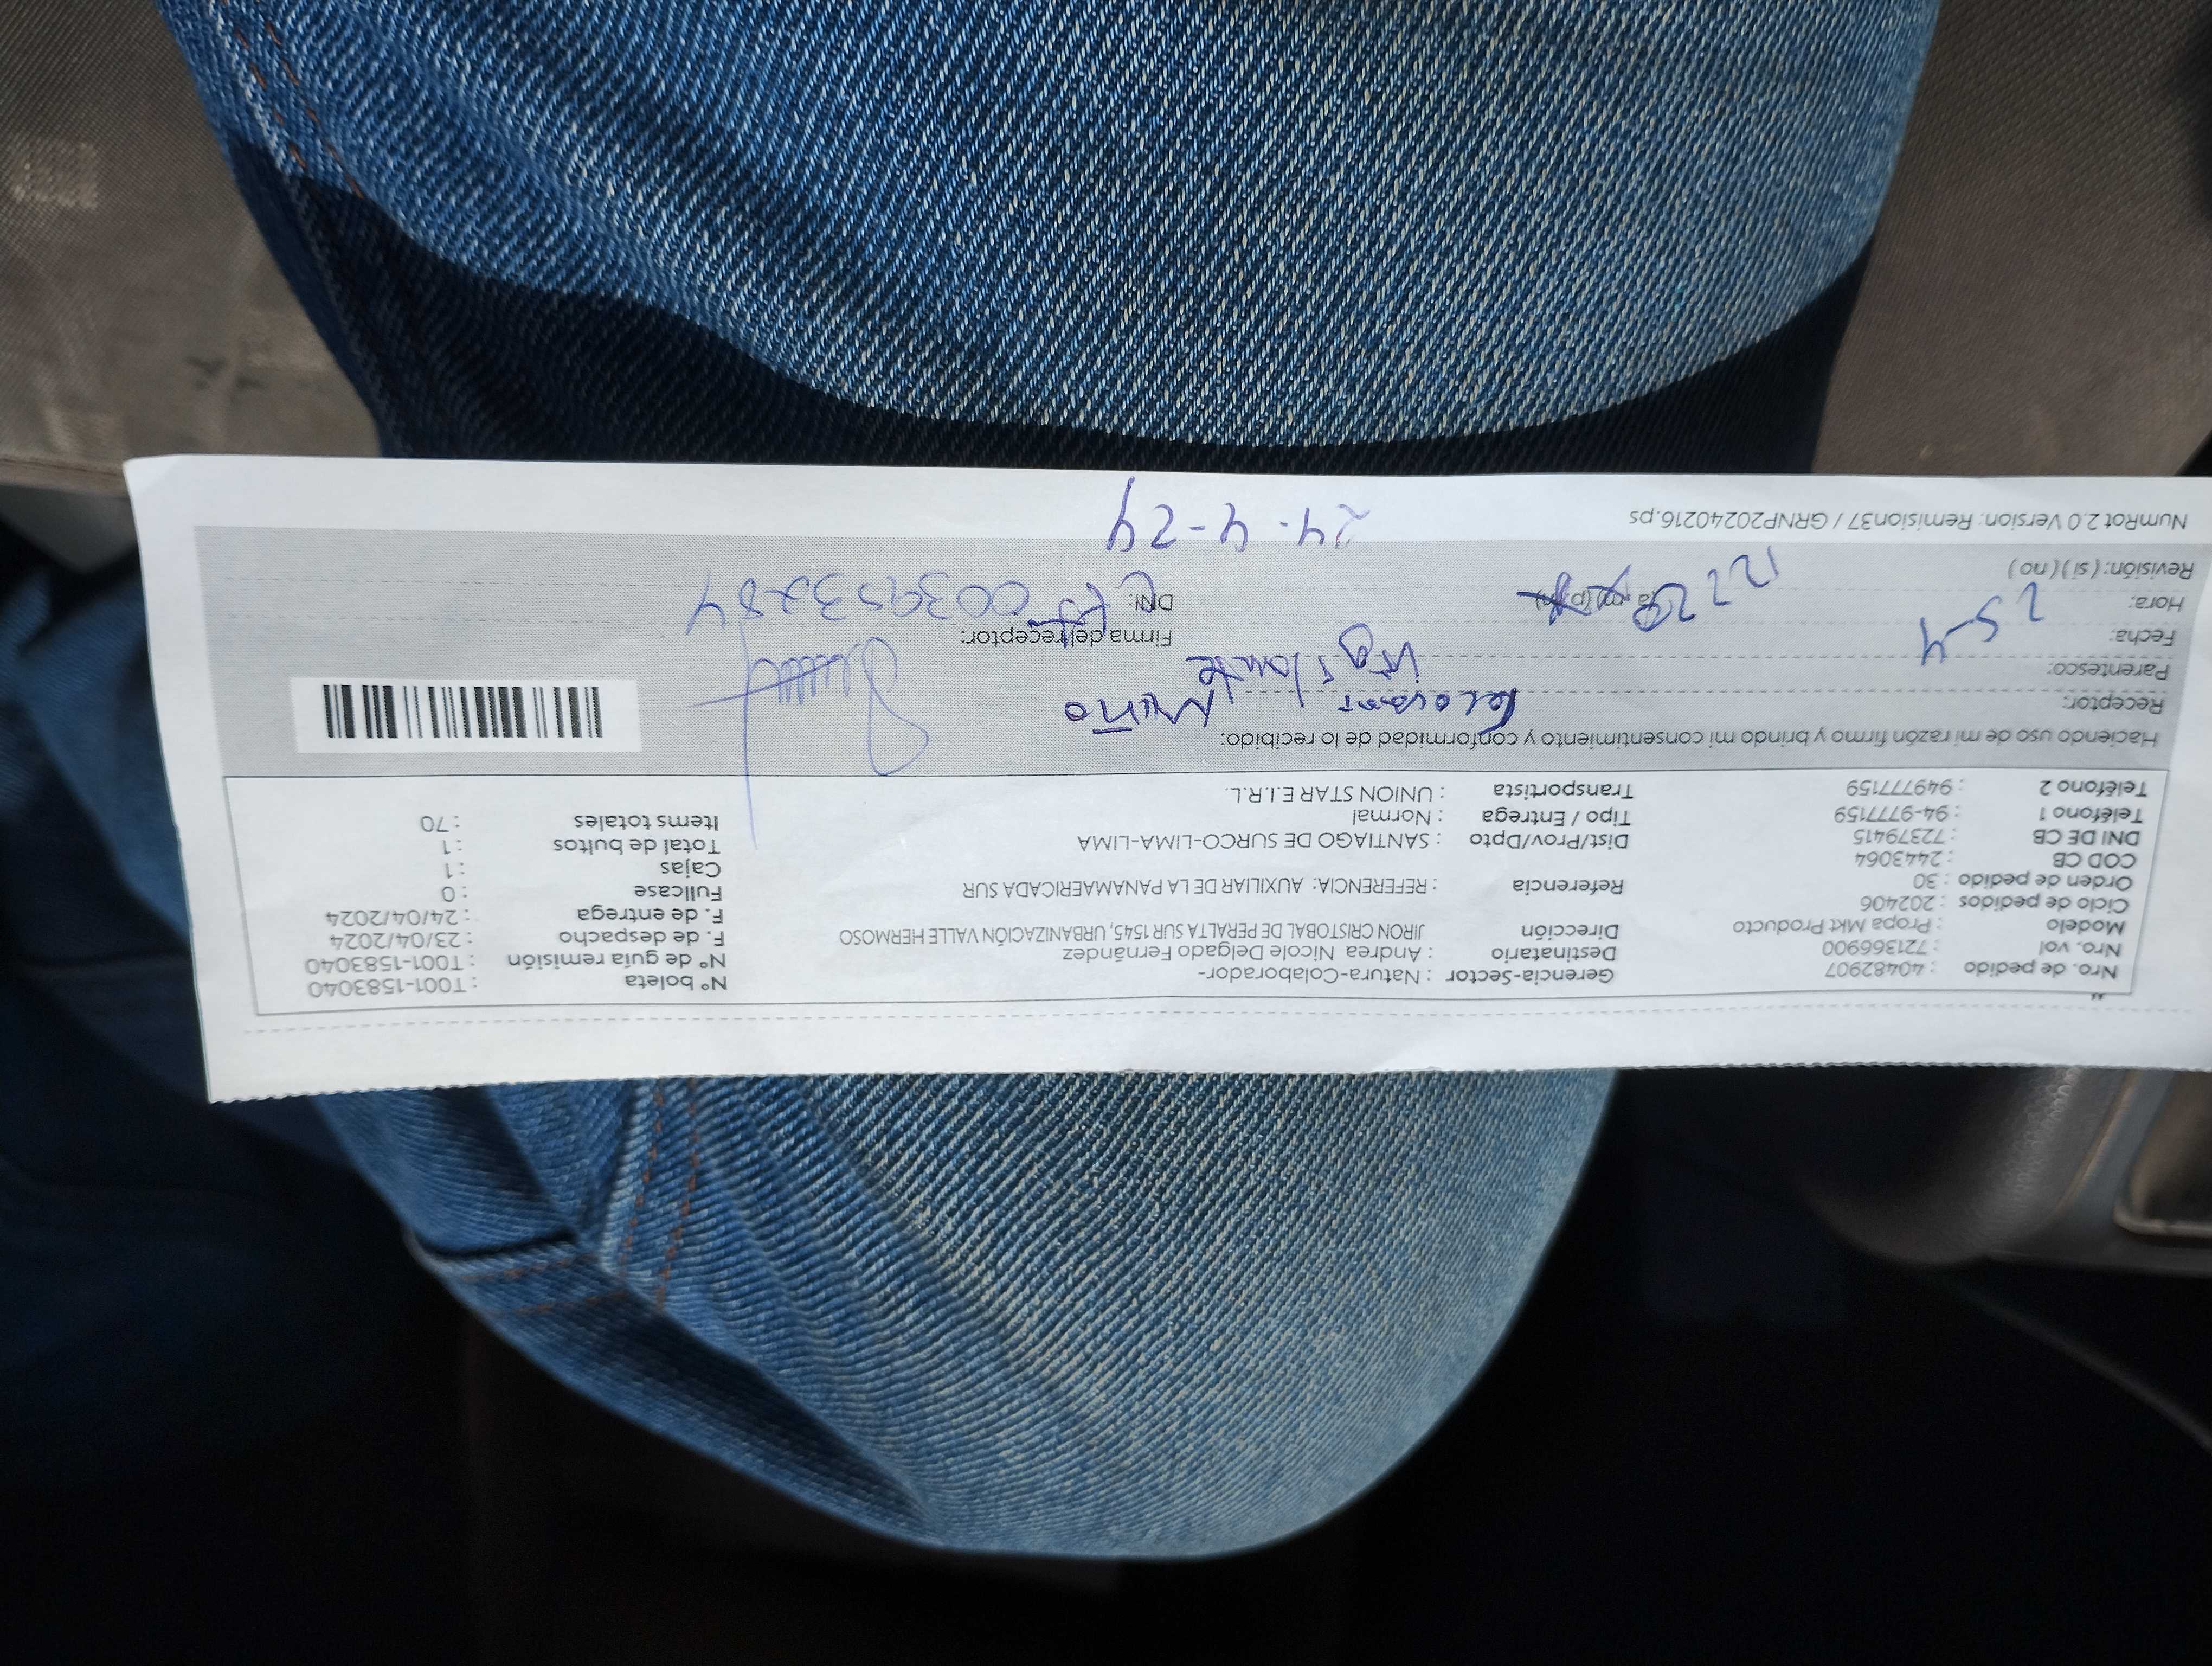 Nro. de pedido : 40482907 Gerencia-Sector : Natura-Colaborador- Nº boleta : T001-1583040
Nro. vol : 721366900 Destinatario : Andrea Nicole Delgado Fernández Nº de guía remisión : T001-1583040
Modelo : Propa Mkt Producto Dirección JIRON CRISTOBAL DE PERALTA SUR 1545, URBANIZACIÓN VALLE HERMOSO F. de despacho : 23/04/2024
Ciclo de pedidos : 202406 F. de entrega : 24/04/2024
Orden de pedido : 30 Referencia : REFERENCIA: AUXILIAR DE LA PANAMAERICADA SUR Fullcase : 0
COD CB : 2443064 Cajas : 1
DNI DE CB : 72379415 Dist/Prov/Dpto : SANTIAGO DE SURCO-LIMA-LIMA Total de bultos : 1
Teléfono 1 : 94-9777159 Tipo / Entrega : Normal Items totales : 70
Teléfono 2 : 949777159 Transportista : UNION STAR E.I.R.L.
Haciendo uso de mi razón firmo y brindo mi consentimiento y conformidad de lo recibido:
Receptor:
Parentesco: Vigilante
Fecha: 25-4 Firma del receptor:
Hora: (a.m) (p.m) DNI: 003953284
Revisión: ( si ) ( no )
24-4-24
NumRot 2.0 Version: Remision37 / GRNP20240216.ps